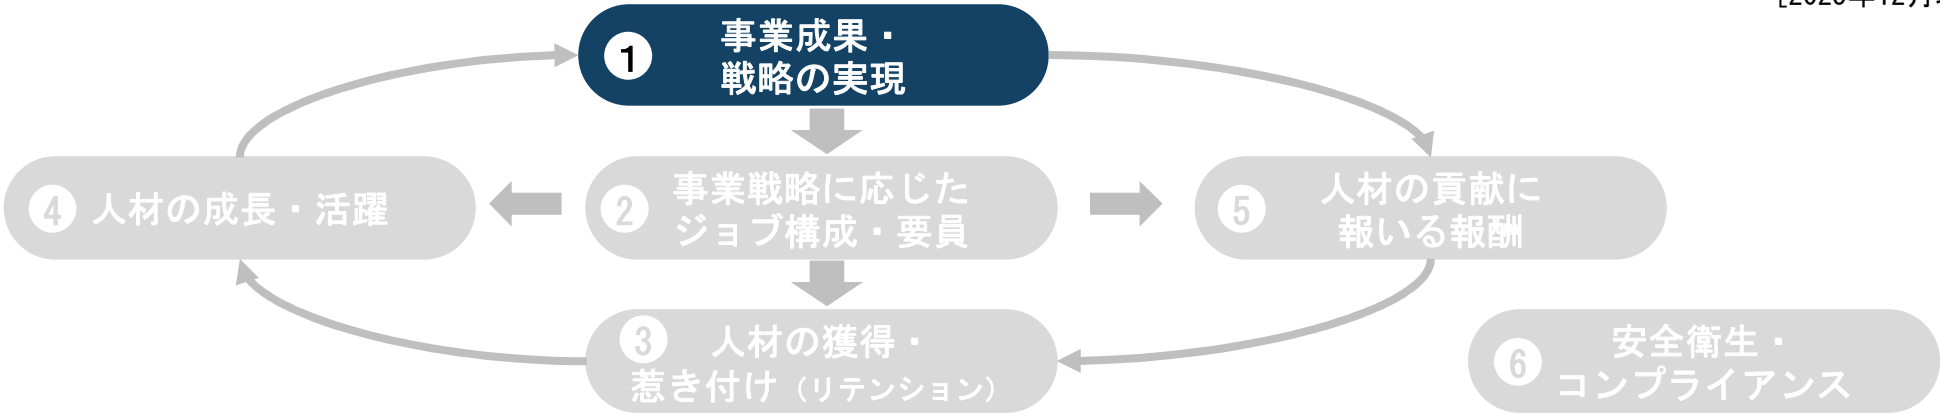 1 事業成果・
戦略の実現
4 人材の成長・活躍
2 事業戦略に応じた
ジョブ構成・要員
5 人材の貢献に
報いる報酬
3 人材の獲得・
惹き付け（リテンション）
6 安全衛生・
コンプライアンス